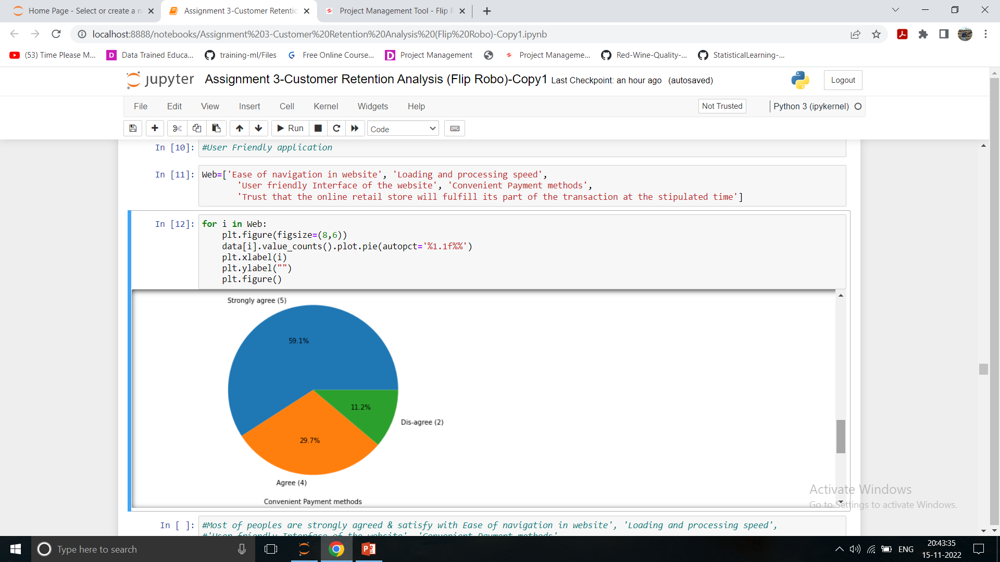 Home Page - Select or create a n
Assignment 3-Customer Retentio
Project Management Tool - Flip R
localhost:8888/notebooks/Assignment%203-Customer%20Retention%20Analysis%20(Flip%20Robo)-Copy1.ipynb
(53) Time Please M...
Data Trained Educa...
training-ml/Files
Free Online Course...
Project Management
Project Manageme...
Red-Wine-Quality-...
StatisticalLearning-...
jupyter Assignment 3-Customer Retention Analysis (Flip Robo)-Copy1 Last Checkpoint: an hour ago (autosaved)
Logout
File Edit View Insert Cell Kernel Widgets Help
Not Trusted
Python 3 (ipykernel)
Run
Code
In [10]: #User Friendly application
In [11]: Web=['Ease of navigation in website', 'Loading and processing speed',
'User friendly Interface of the website', 'Convenient Payment methods',
'Trust that the online retail store will fulfill its part of the transaction at the stipulated time']
In [12]: for i in Web:
plt.figure(figsize=(8,6))
data[i].value_counts().plot.pie(autopct='%1.1f%%')
plt.xlabel(i)
plt.ylabel("")
plt.figure()
Strongly agree (5)
59.1%
11.2%
Dis-agree (2)
29.7%
Agree (4)
Convenient Payment methods
Activate Windows
Go to Settings to activate Windows.
In [ ]: #Most of peoples are strongly agreed & satisfy with Ease of navigation in website', 'Loading and processing speed',
#'User friendly Interface of the website', 'Convenient Payment methods'
Type here to search
ENG
20:43:35
15-11-2022